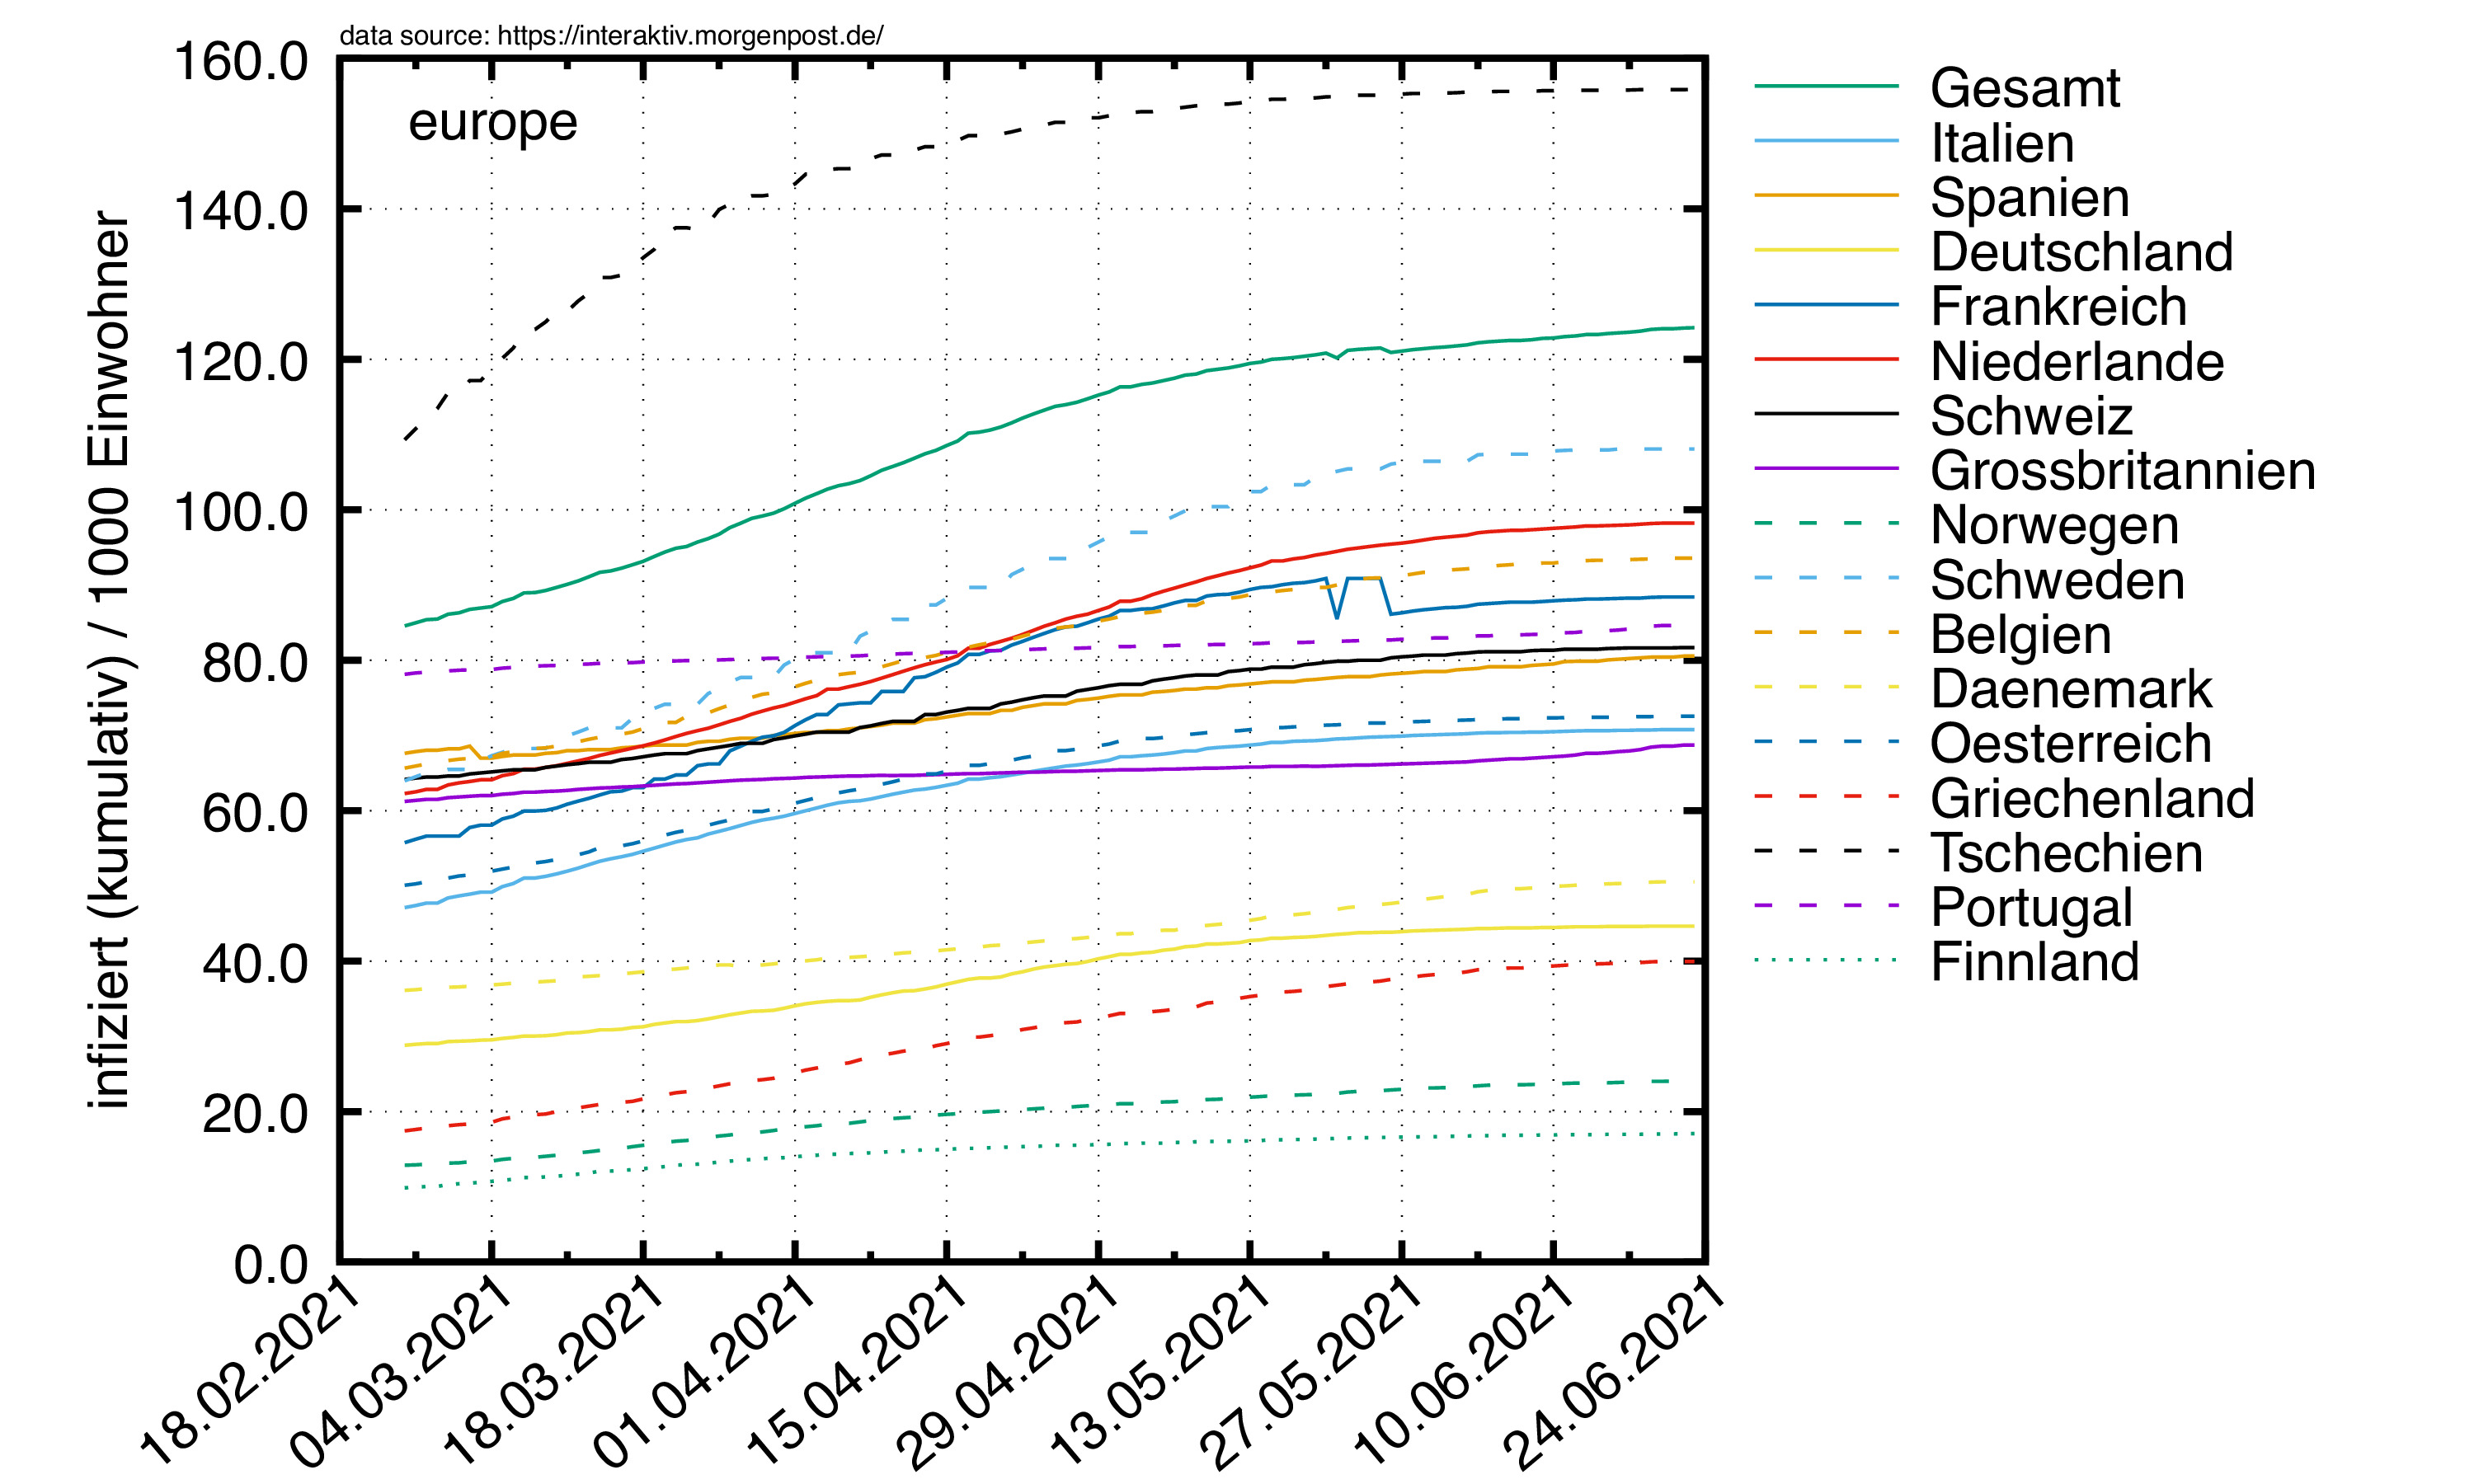 data source: https://interaktiv.morgenpost.de/
europe
infiziert (kumulativ) / 1000 Einwohner
160.0
140.0
120.0
100.0
80.0
60.0
40.0
20.0
0.0
18.02.2021
04.03.2021
18.03.2021
01.04.2021
15.04.2021
29.04.2021
13.05.2021
27.05.2021
10.06.2021
24.06.2021
Gesamt
Italien
Spanien
Deutschland
Frankreich
Niederlande
Schweiz
Grossbritannien
Norwegen
Schweden
Belgien
Daenemark
Oesterreich
Griechenland
Tschechien
Portugal
Finnland